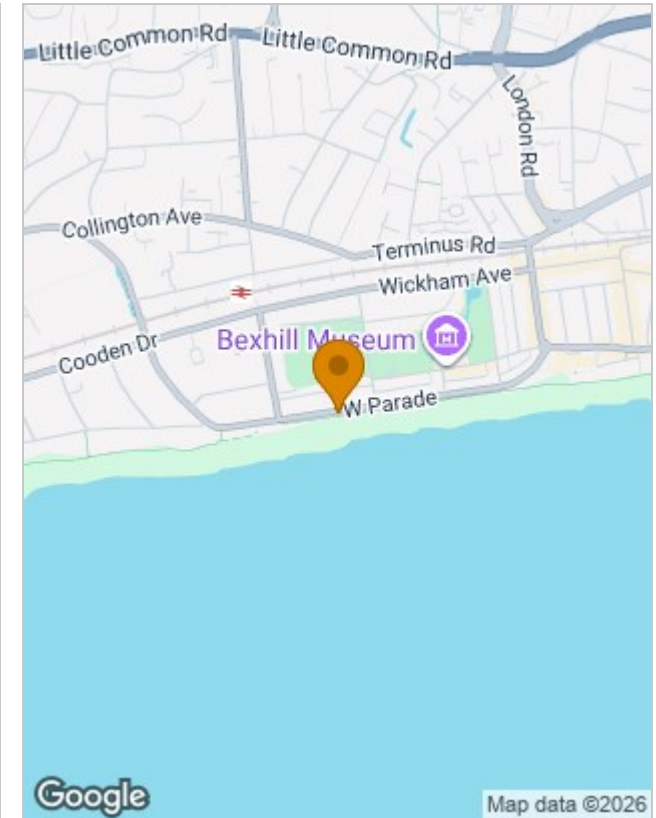 Little Common Rd
Little Common Rd
London Rd
Collington Ave
Terminus Rd
Wickham Ave
Bexhill Museum
Cooden Dr
W Parade
Google
Map data ©2026